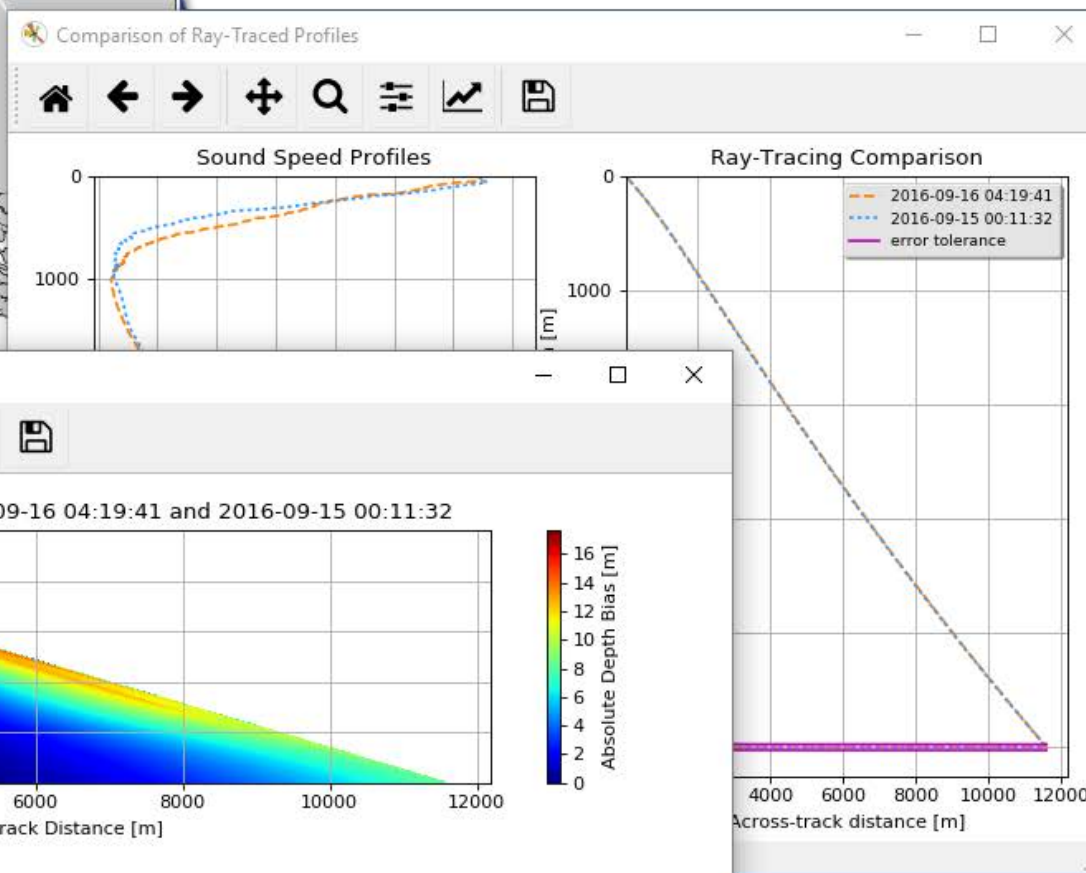 Comparison of Ray-Traced Profiles
Sound Speed Profiles
0
1000
Ray-Tracing Comparison
0
1000
[m]
2016-09-16 04:19:41
2016-09-15 00:11:32
error tolerance
4000 6000 8000 10000 12000
Across-track distance [m]
09-16 04:19:41 and 2016-09-15 00:11:32
16
14
12
10
8
6
4
2
0
Absolute Depth Bias [m]
6000 8000 10000 12000
rack Distance [m]